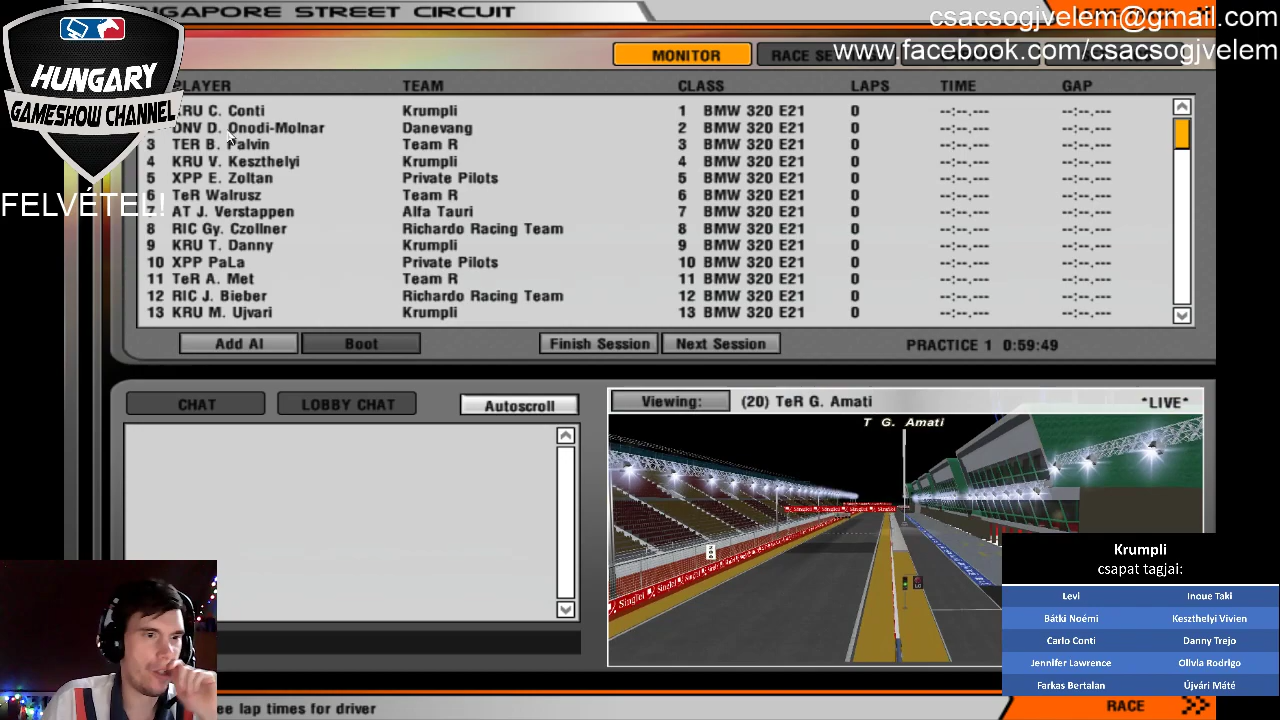 NGAPORE STREET CIRCUIT
csacsogjvelem@gmail.com
www.facebook.com/csacsogjvelem
HUNGARY
GAMESHOW CHANNEL
FELVÉTEL!
MONITOR RACE SE
PLAYER TEAM CLASS LAPS TIME GAP
KRU C. Conti Krumpli 1 BMW 320 E21 0 --:--.--- --:--.---
DNV D. Onodi-Molnar Danevang 2 BMW 320 E21 0 --:--.--- --:--.---
3 TER B. Palvin Team R 3 BMW 320 E21 0 --:--.--- --:--.---
4 KRU V. Keszthelyi Krumpli 4 BMW 320 E21 0 --:--.--- --:--.---
5 XPP E. Zoltan Private Pilots 5 BMW 320 E21 0 --:--.--- --:--.---
6 TeR Walrusz Team R 6 BMW 320 E21 0 --:--.--- --:--.---
7 AT J. Verstappen Alfa Tauri 7 BMW 320 E21 0 --:--.--- --:--.---
8 RIC Gy. Czollner Richardo Racing Team 8 BMW 320 E21 0 --:--.--- --:--.---
9 KRU T. Danny Krumpli 9 BMW 320 E21 0 --:--.--- --:--.---
10 XPP PaLa Private Pilots 10 BMW 320 E21 0 --:--.--- --:--.---
11 TeR A. Met Team R 11 BMW 320 E21 0 --:--.--- --:--.---
12 RIC J. Bieber Richardo Racing Team 12 BMW 320 E21 0 --:--.--- --:--.---
13 KRU M. Ujvari Krumpli 13 BMW 320 E21 0 --:--.--- --:--.---
Add AI Boot Finish Session Next Session PRACTICE 1 0:59:49
CHAT LOBBY CHAT Autoscroll
Viewing: (20) TeR G. Amati *LIVE*
T G. Amati
Singtel Singtel Singtel
Singtel Singtel
Krumpli
csapat tagjai:
Levi Inoue Taki
Bátki Noémi Keszthelyi Vivien
Carlo Conti Danny Trejo
Jennifer Lawrence Olivia Rodrigo
Farkas Bertalan Újvári Máté
ee lap times for driver
RACE >>